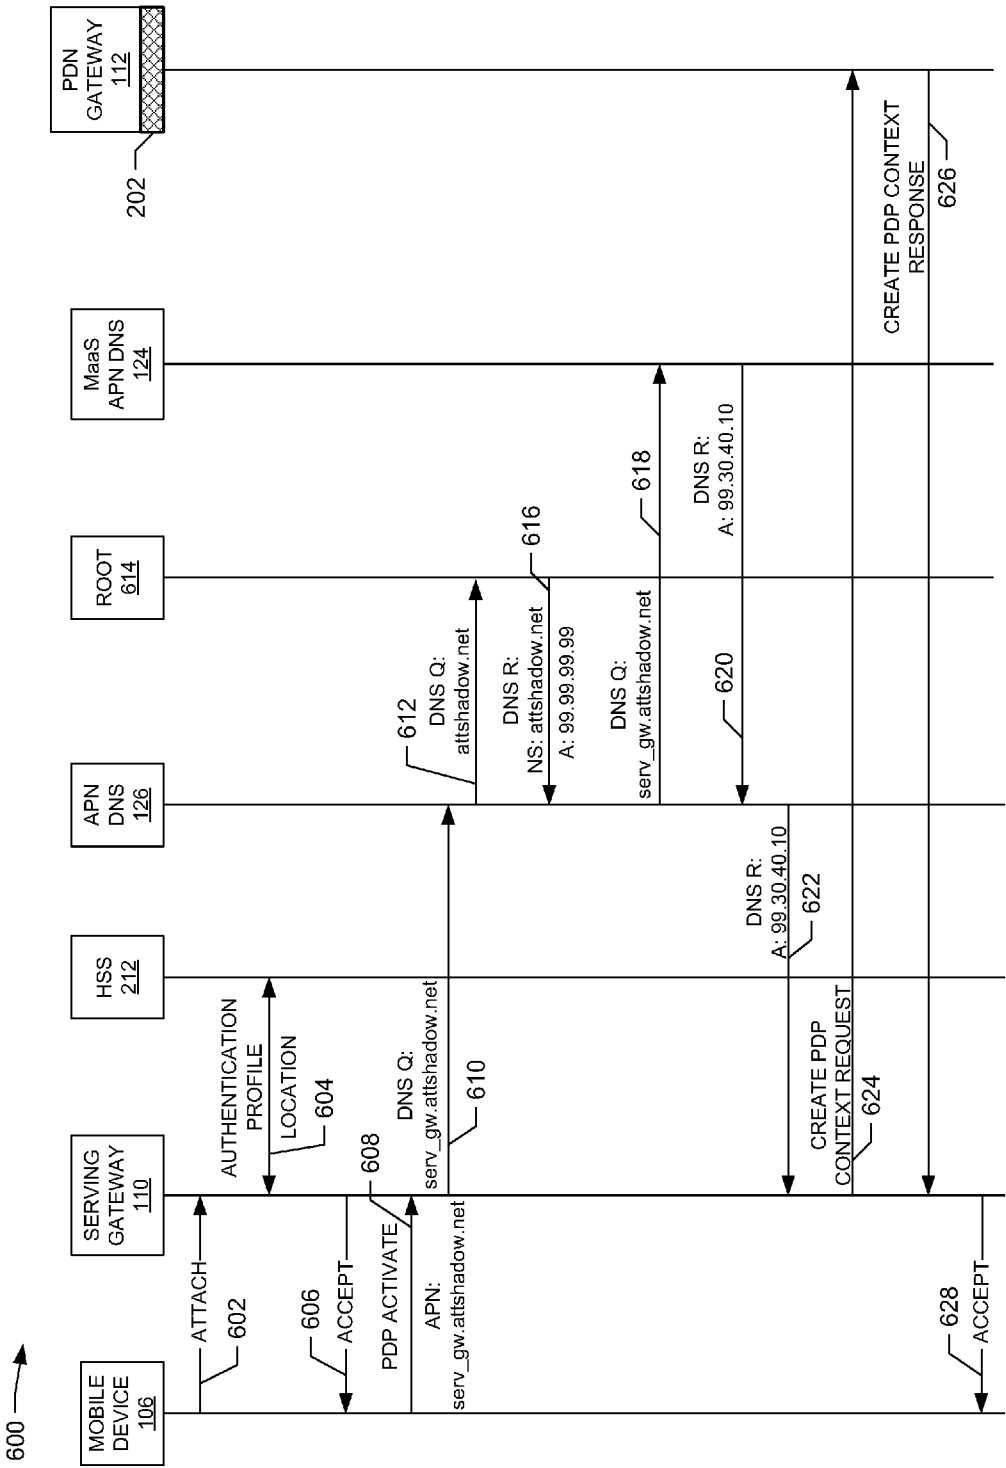 600
MOBILE
DEVICE
106
SERVING
GATEWAY
110
HSS
212
APN
DNS
126
ROOT
614
MaaS
APN DNS
124
PDN
GATEWAY
112
202
ATTACH
602
AUTHENTICATION
PROFILE
LOCATION
604
606
ACCEPT
PDP ACTIVATE
608
APN:
serv_gw.attshadow.net
DNS Q:
serv_gw.attshadow.net
610
612
DNS Q:
attshadow.net
DNS R:
NS: attshadow.net
A: 99.99.99.99
616
DNS Q:
serv_gw.attshadow.net
618
DNS R:
A: 99.30.40.10
620
DNS R:
A: 99.30.40.10
622
CREATE PDP
CONTEXT REQUEST
624
CREATE PDP CONTEXT
RESPONSE
626
628
ACCEPT